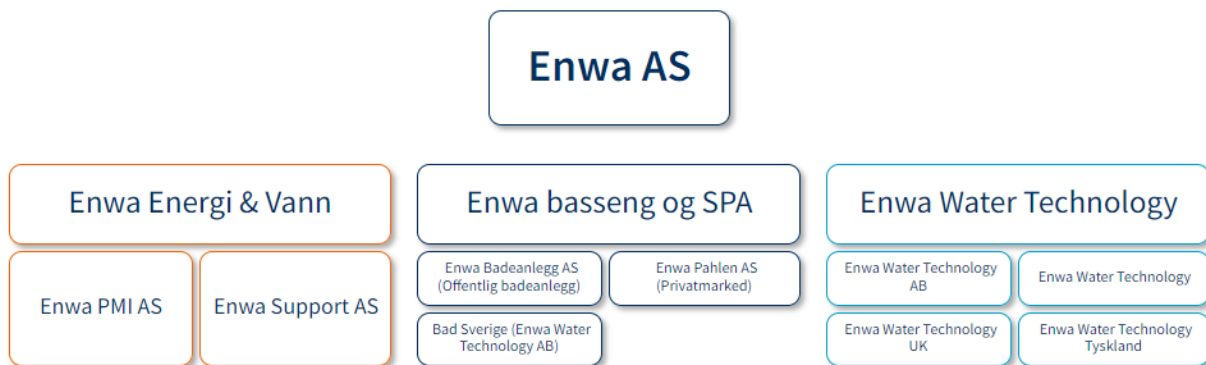 Enwa AS
Enwa Energi & Vann
Enwa basseng og SPA
Enwa Water Technology
Enwa PMI AS
Enwa Support AS
Enwa Badeanlegg AS
(Offentlig badeanlegg)
Enwa Pahlen AS
(Privatmarked)
Bad Sverige (Enwa Water
Technology AB)
Enwa Water Technology
AB
Enwa Water Technology
Enwa Water Technology
UK
Enwa Water Technology
Tyskland